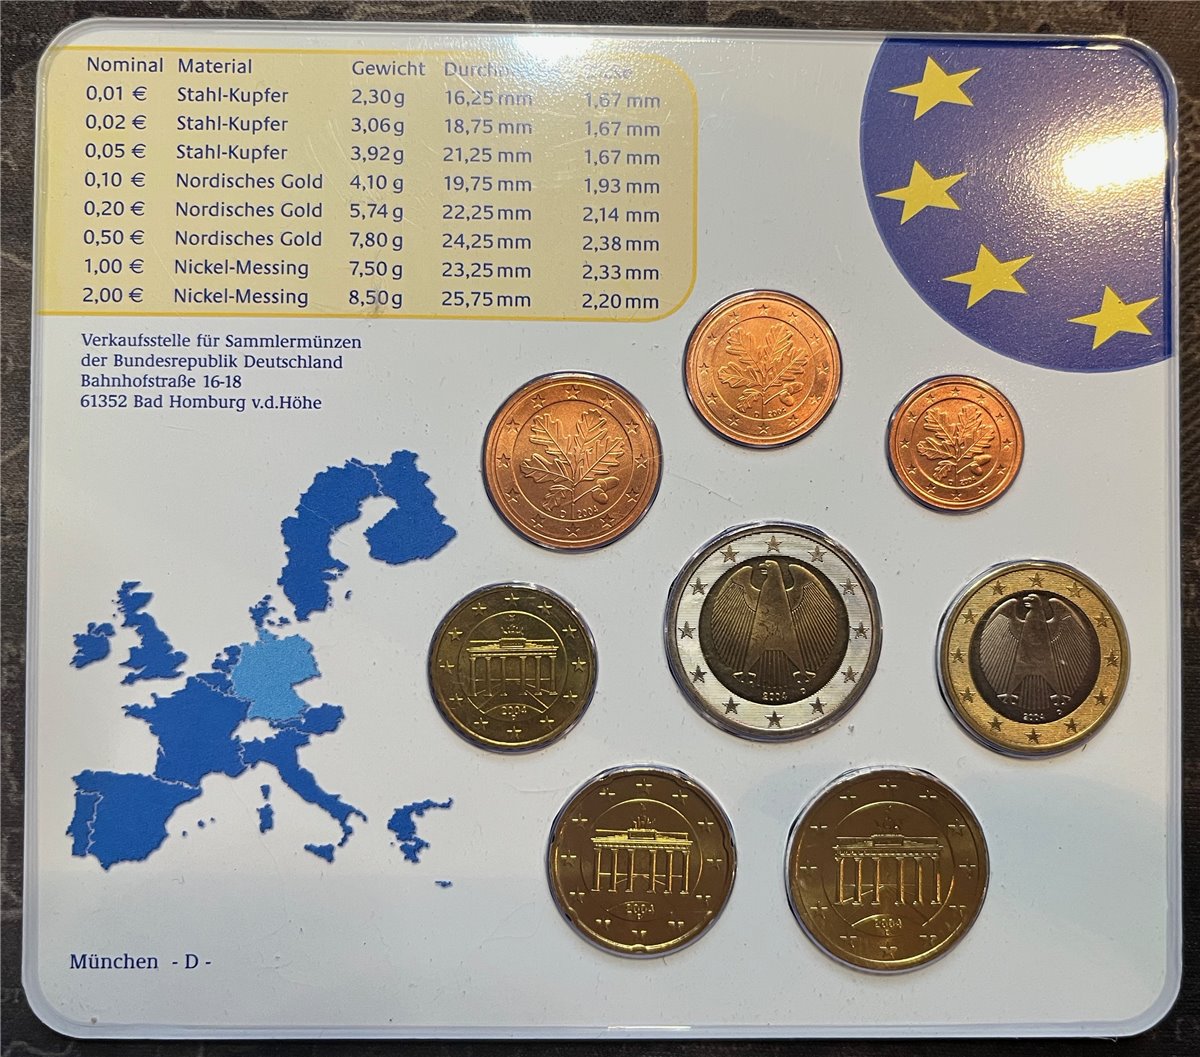 Nominal Material Gewicht
0,01 € Stahl-Kupfer 2,30 g 16,25 mm 1,67 mm
0,02 € Stahl-Kupfer 3,06 g 18,75 mm 1,67 mm
0,05 € Stahl-Kupfer 3,92 g 21,25 mm 1,67 mm
0,10 € Nordisches Gold 4,10 g 19,75 mm 1,93 mm
0,20 € Nordisches Gold 5,74 g 22,25 mm 2,14 mm
0,50 € Nordisches Gold 7,80 g 24,25 mm 2,38 mm
1,00 € Nickel-Messing 7,50 g 23,25 mm 2,33 mm
2,00 € Nickel-Messing 8,50 g 25,75 mm 2,20 mm
Verkaufsstelle für Sammlermünzen
der Bundesrepublik Deutschland
Bahnhofstraße 16-18
61352 Bad Homburg v.d.Höhe
D 2004
D 2004
D 2004
2004
2004 D
2004 D
2004
2004
München - D -